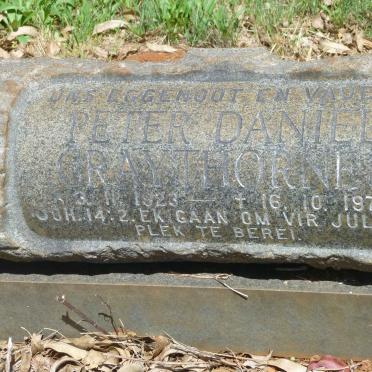 ONS EGGENOOT EN VADER
PETER DANIEL
GRAYTHORNE
* 3. 11. 1923 — + 16. 10. 197
JOH. 14: 2. EK GAAN OM VIR JUL
PLEK TE BEREI.